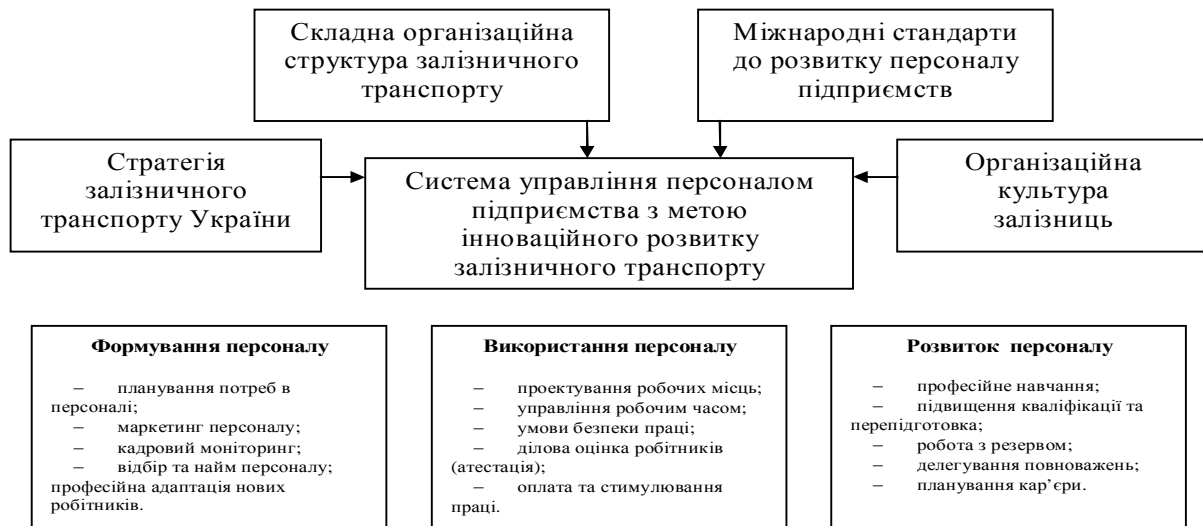 Складна організаційна
структура залізничного
транспорту
Міжнародні стандарти
до розвитку персоналу
підприємств
Стратегія
залізничного
транспорту України
Система управління персоналом
підприємства з метою
інноваційного розвитку
залізничного транспорту
Організаційна
культура
залізниць
Формування персоналу
– планування потреб в
персоналі;
– маркетинг персоналу;
– кадровий моніторинг;
– відбір та найм персоналу;
професійна адаптація нових
робітників.
Використання персоналу
– проектування робочих місць;
– управління робочим часом;
– умови безпеки праці;
– ділова оцінка робітників
(атестація);
– оплата та стимулювання
праці.
Розвиток персоналу
– професійне навчання;
– підвищення кваліфікації та
перепідготовка;
– робота з резервом;
– делегування повноважень;
– планування кар’єри.